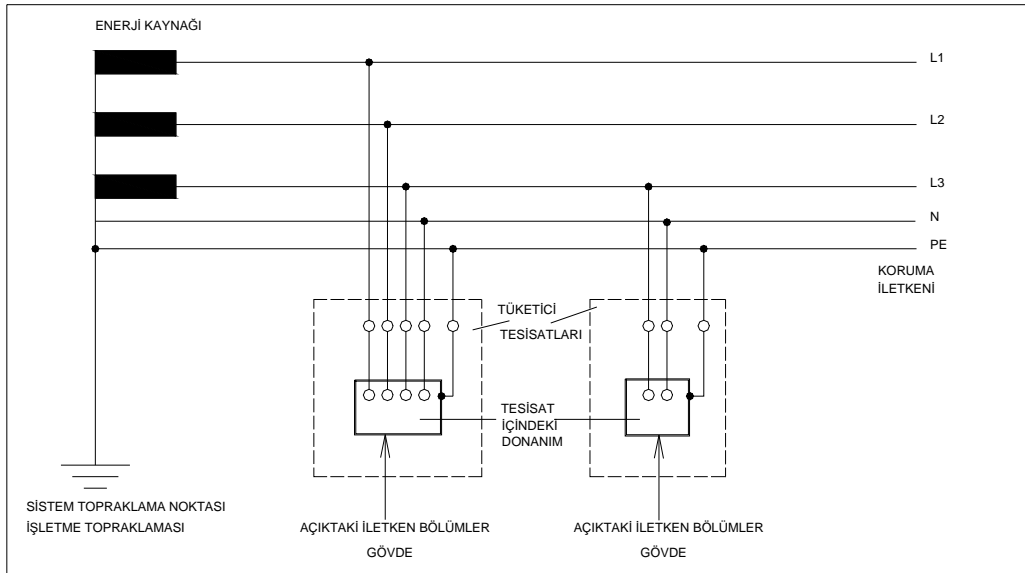 ENERJİ KAYNAĞI
L1
L2
L3
N
PE
KORUMA
İLETKENİ
TÜKETİCİ
TESİSATLARI
TESİSAT
İÇİNDEKİ
DONANIM
SİSTEM TOPRAKLAMA NOKTASI
İŞLETME TOPRAKLAMASI
AÇIKTAKİ İLETKEN BÖLÜMLER
GÖVDE
AÇIKTAKİ İLETKEN BÖLÜMLER
GÖVDE